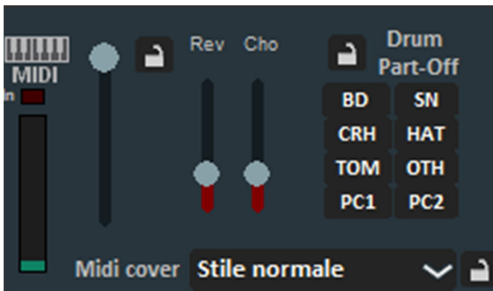 Rev Cho
Drum
Part-Off
MIDI
in
BD SN
CRH HAT
TOM OTH
PC1 PC2
Midi cover Stile normale